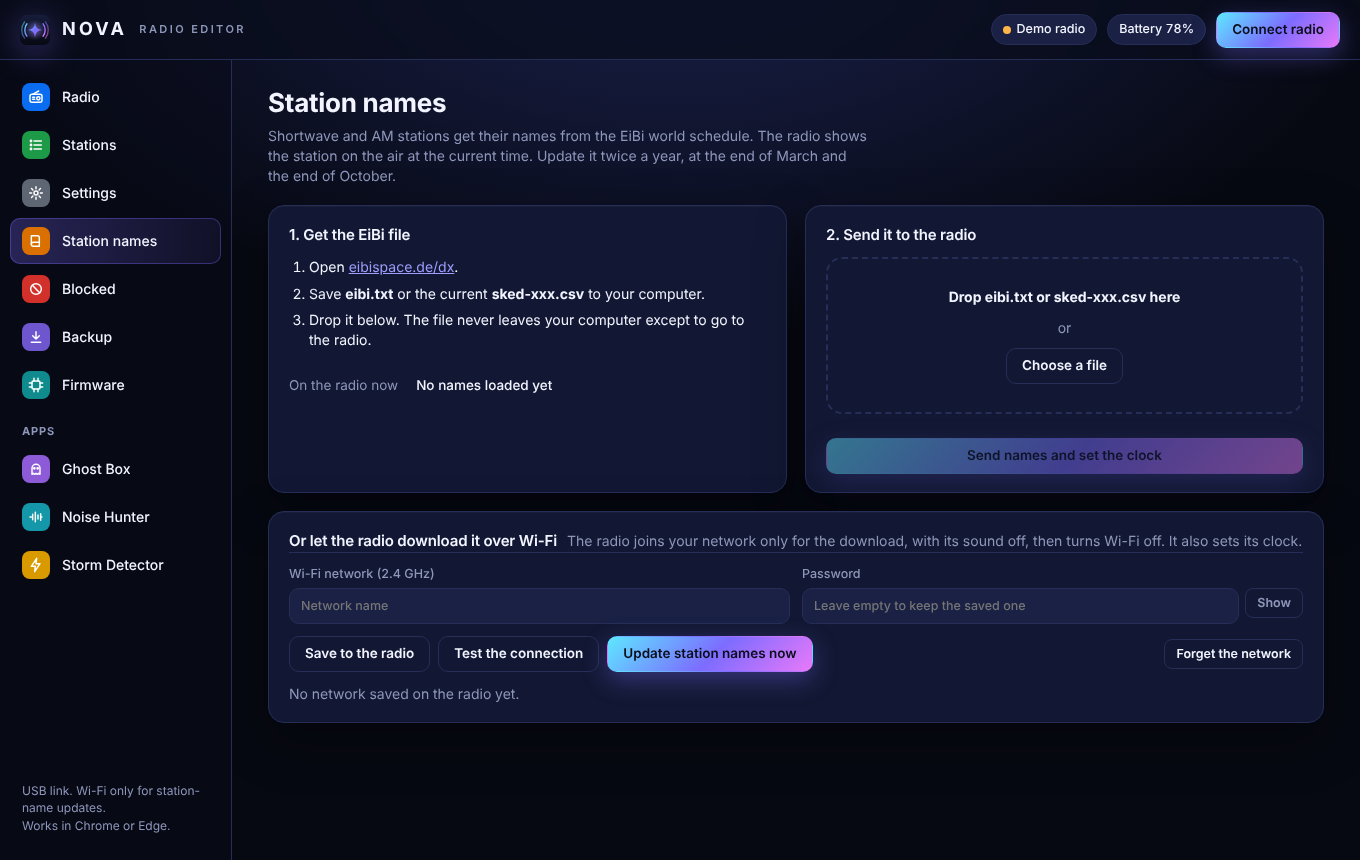 NOVA RADIO EDITOR
Demo radio
Battery 78%
Connect radio
Radio
Stations
Settings
Station names
Blocked
Backup
Firmware
APPS
Ghost Box
Noise Hunter
Storm Detector
USB link. Wi-Fi only for station-
name updates.
Works in Chrome or Edge.
Station names
Shortwave and AM stations get their names from the EiBi world schedule. The radio shows
the station on the air at the current time. Update it twice a year, at the end of March and
the end of October.
1. Get the EiBi file
1. Open eibispace.de/dx.
2. Save eibi.txt or the current sked-xxx.csv to your computer.
3. Drop it below. The file never leaves your computer except to go to
the radio.
On the radio now No names loaded yet
2. Send it to the radio
Drop eibi.txt or sked-xxx.csv here
or
Choose a file
Send names and set the clock
Or let the radio download it over Wi-Fi The radio joins your network only for the download, with its sound off, then turns Wi-Fi off. It also sets its clock.
Wi-Fi network (2.4 GHz)
Password
Network name
Leave empty to keep the saved one
Show
Save to the radio
Test the connection
Update station names now
Forget the network
No network saved on the radio yet.